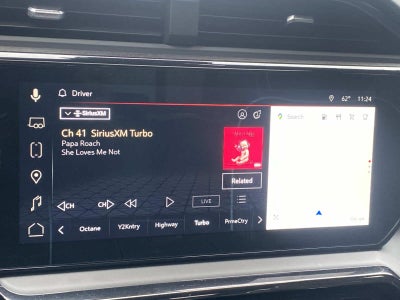 Driver
62° 11:24
SiriusXM
Search
Ch 41 SiriusXM Turbo
Papa Roach
She Loves Me Not
Related
CH
CH
LIVE
Octane
Y2Kntry
Highway
Turbo
PrmeCtry